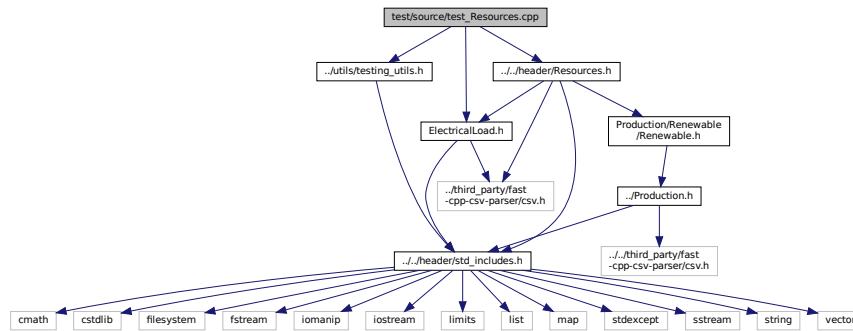 test/source/test_Resources.cpp
../utils/testing_utils.h
../../header/Resources.h
ElectricalLoad.h
Production/Renewable
/Renewable.h
../third_party/fast
-cpp-csv-parser/csv.h
../Production.h
../../header/std_includes.h
../../third_party/fast
-cpp-csv-parser/csv.h
cmath
cstdlib
filesystem
fstream
iomanip
iostream
limits
list
map
stdexcept
sstream
string
vector